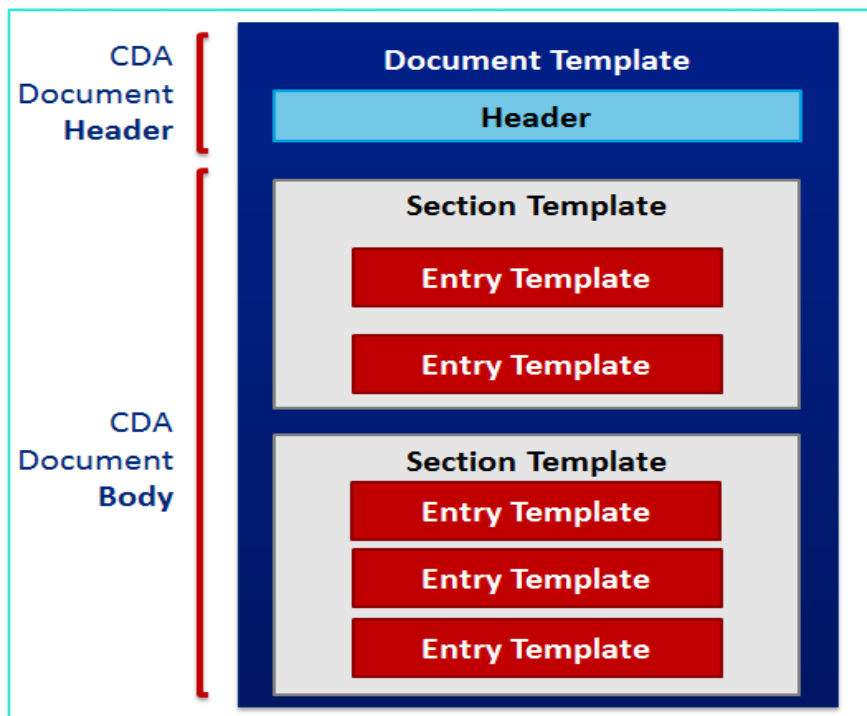 CDA
Document
Header
Document Template
Header
CDA
Document
Body
Section Template
Entry Template
Entry Template
Section Template
Entry Template
Entry Template
Entry Template